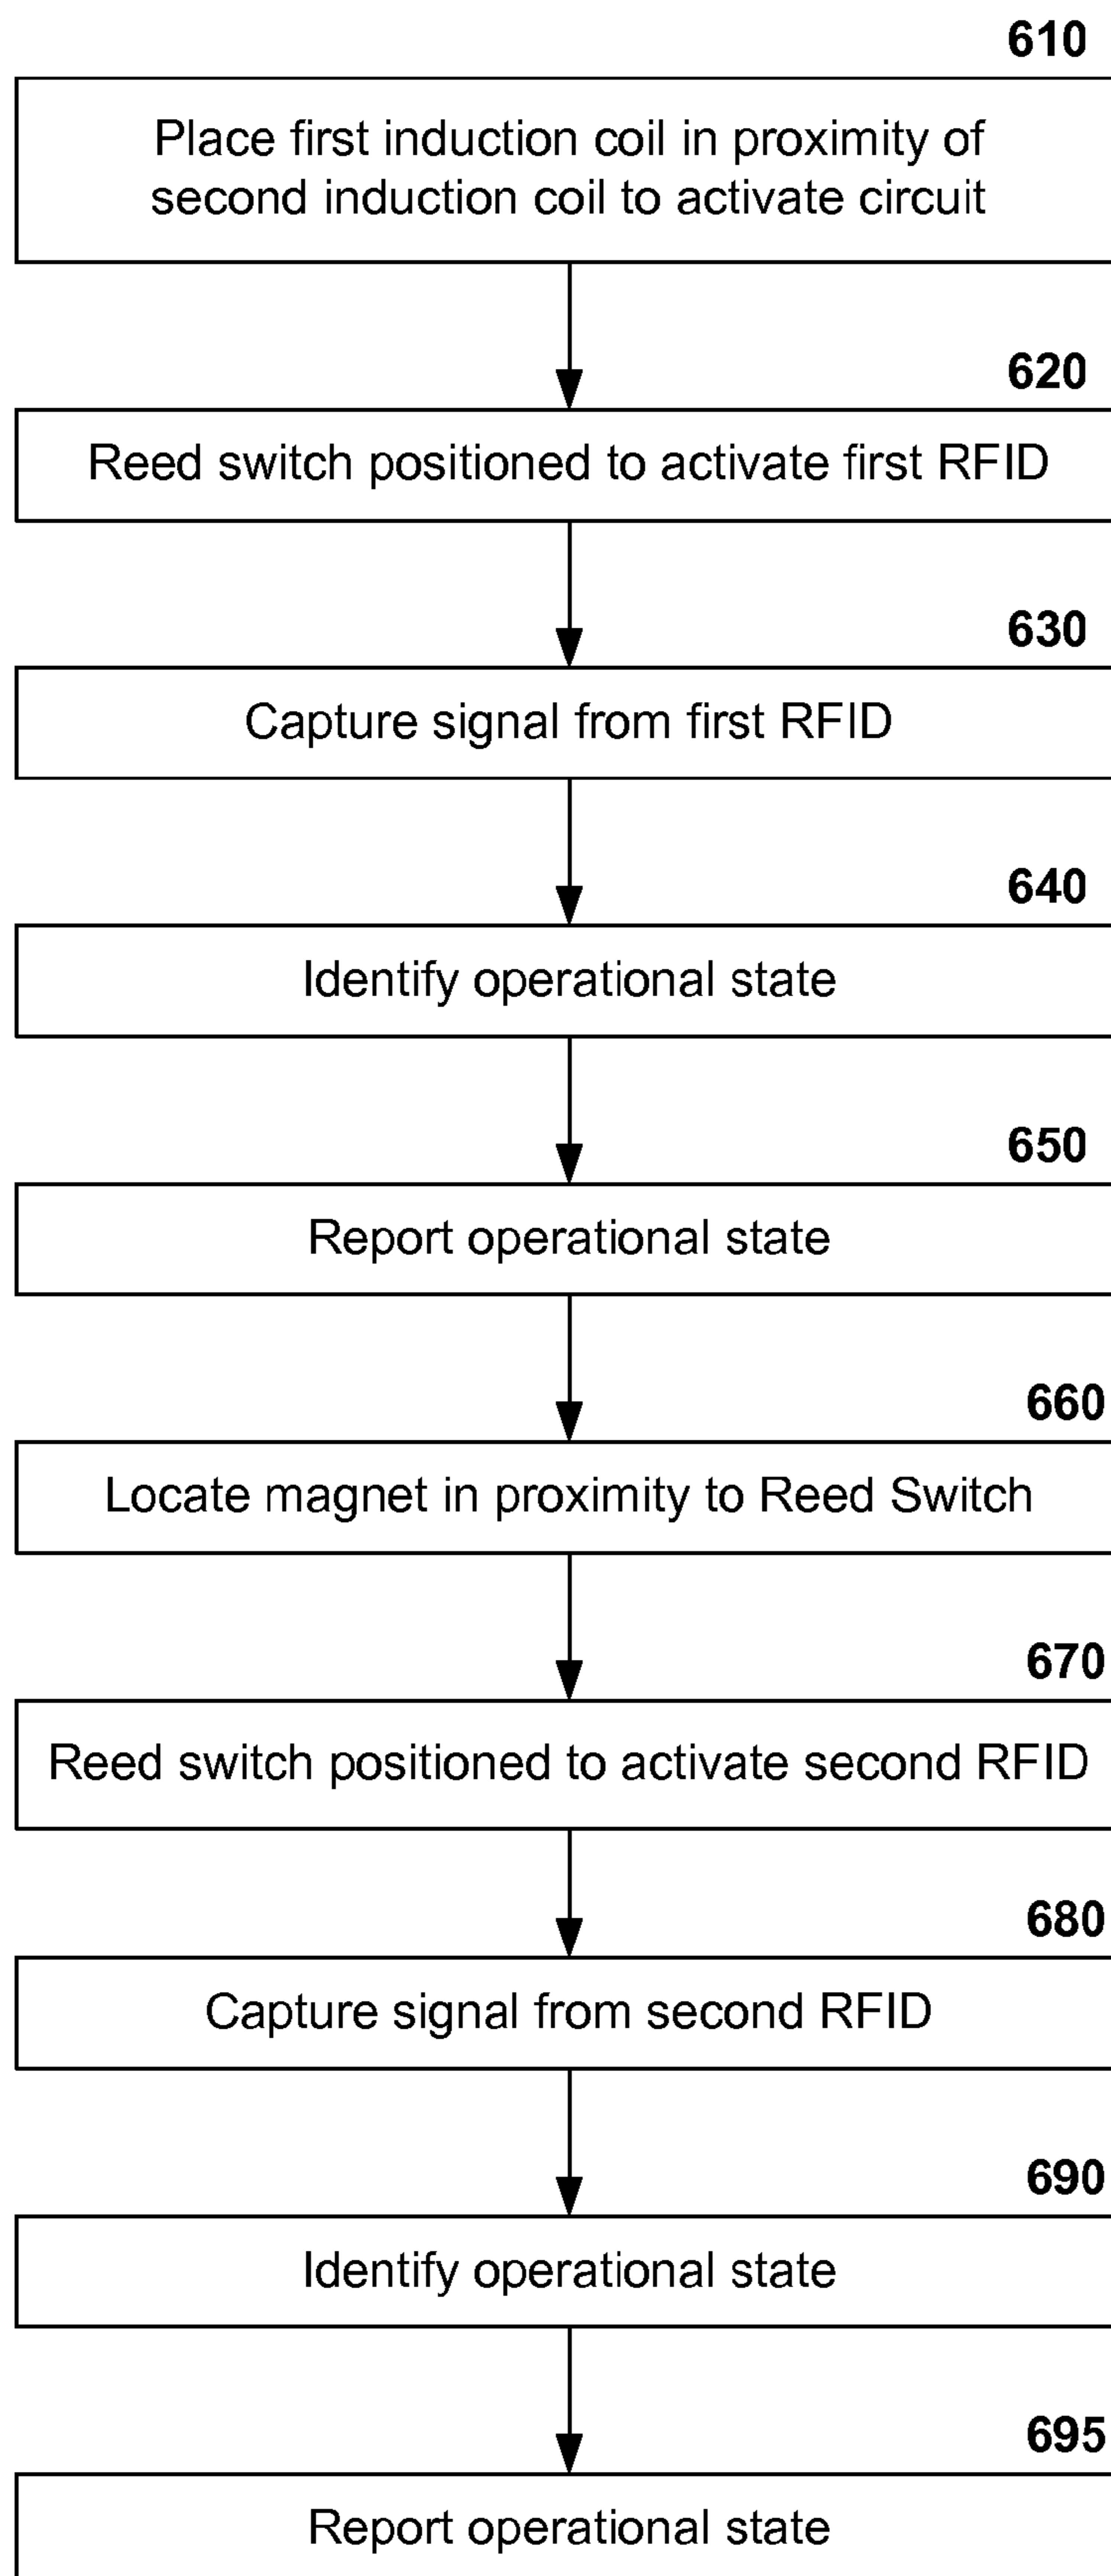 610
Place first induction coil in proximity of
second induction coil to activate circuit
620
Reed switch positioned to activate first RFID
630
Capture signal from first RFID
640
Identify operational state
650
Report operational state
660
Locate magnet in proximity to Reed Switch
670
Reed switch positioned to activate second RFID
680
Capture signal from second RFID
690
Identify operational state
695
Report operational state